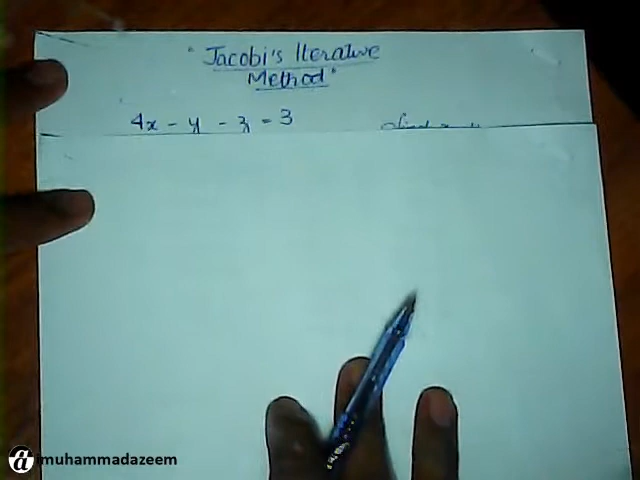 "Jacobi's Iterative
Method"
4x - y - z = 3
muhammadazeem